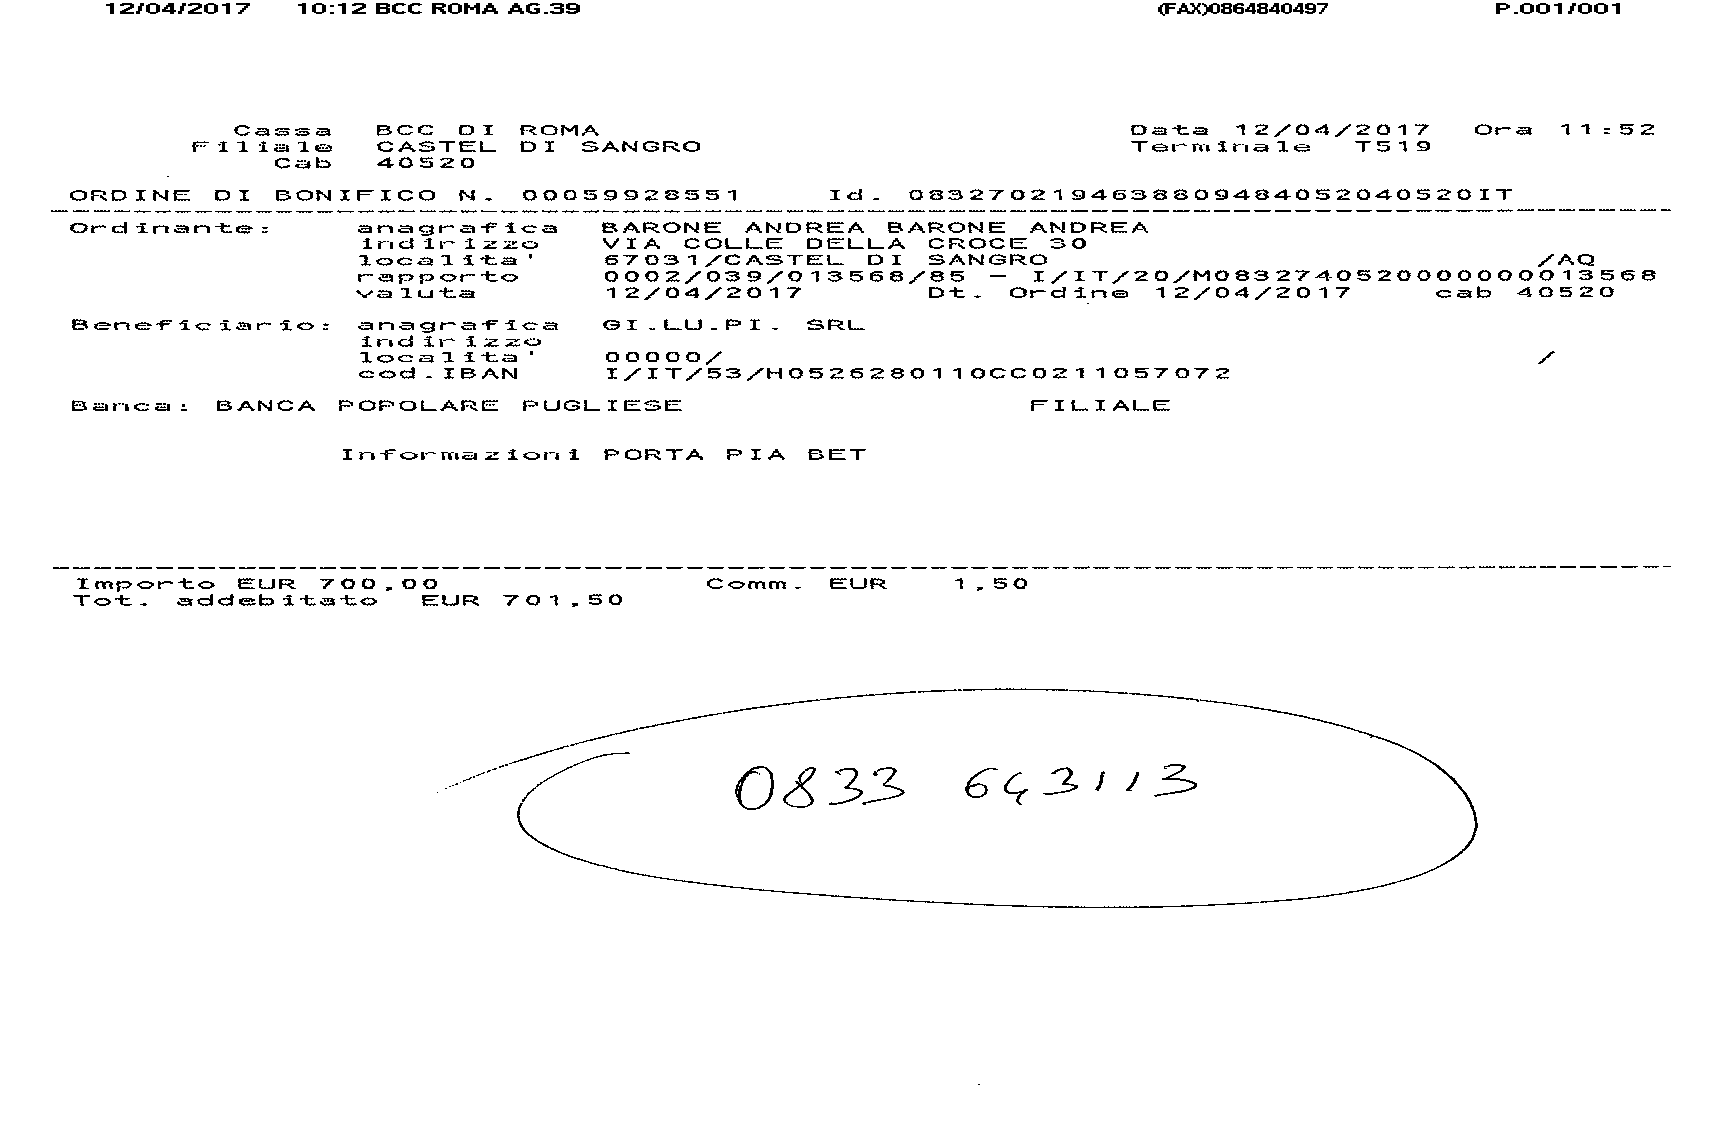 12/04/2017 10:12 BCC ROMA AG.39 (FAX)0864840497 P.001/001
Cassa BCC DI ROMA Data 12/04/2017 Ora 11:52
Filiale CASTEL DI SANGRO Terminale T519
Cab 40520
ORDINE DI BONIFICO N. 00059928551 Id. 0832702194638809484052040520IT
Ordinante: anagrafica BARONE ANDREA BARONE ANDREA
indirizzo VIA COLLE DELLA CROCE 30
localita' 67031/CASTEL DI SANGRO /AQ
rapporto 0002/039/013568/85 - I/IT/20/M0832740520000000013568
valuta 12/04/2017 Dt. Ordine 12/04/2017 cab 40520
Beneficiario: anagrafica GI.LU.PI. SRL
indirizzo
localita' 00000/ /
cod.IBAN I/IT/53/H0526280110CC0211057072
Banca: BANCA POPOLARE PUGLIESE FILIALE
Informazioni PORTA PIA BET
Importo EUR 700,00 Comm. EUR 1,50
Tot. addebitato EUR 701,50
0833 643113